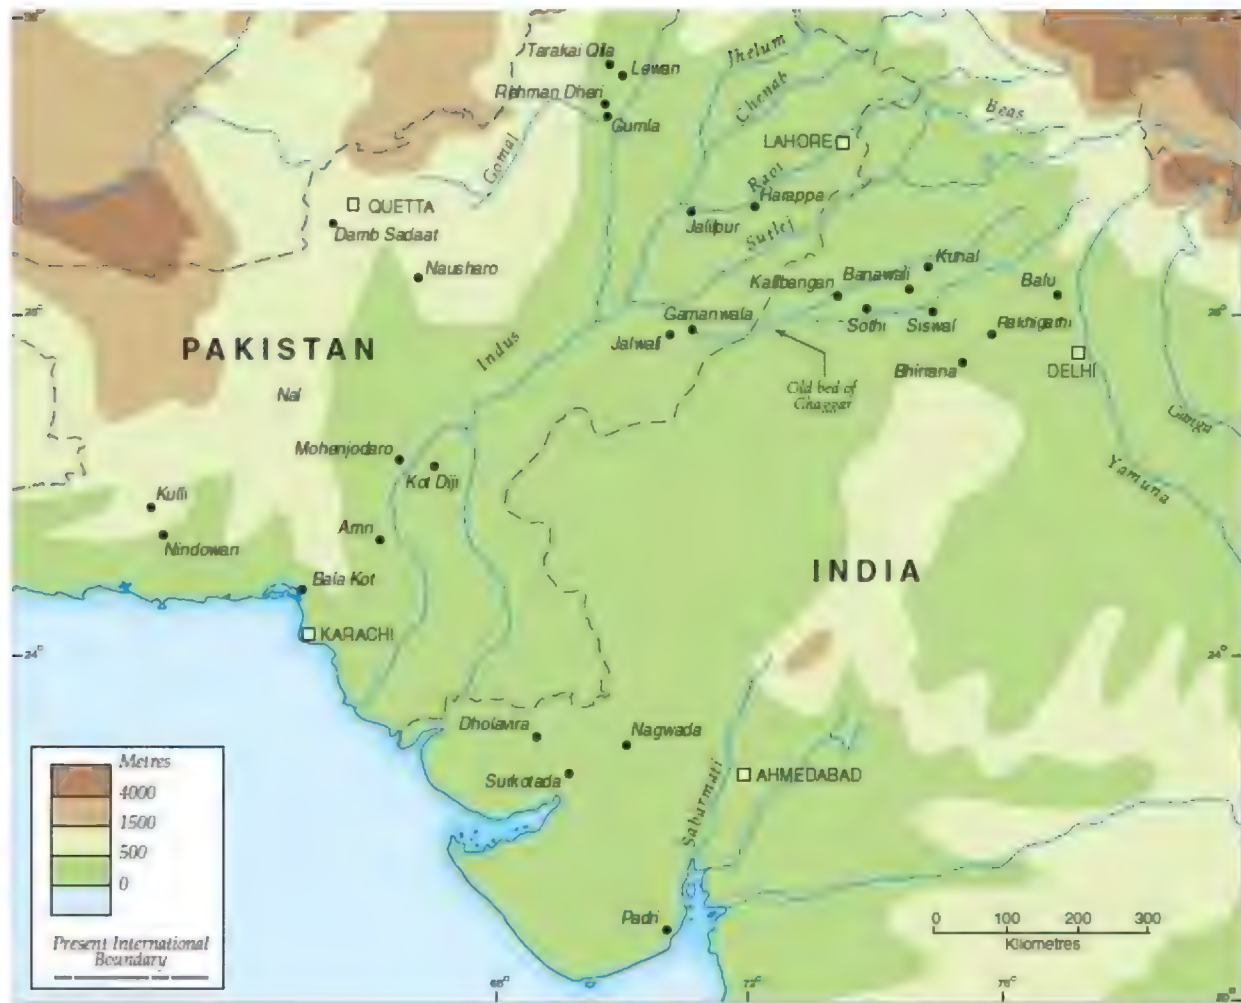 Tarakai Qila
Lewan
Rehman Dheri
Gumla
Jhelum
Chenab
Beas
LAHORE
Gomal
Ravi
Harappa
QUETTA
Damb Sadaat
Jalilpur
Sutlej
Nausharo
Kunal
Kalibangan
Banawali
Balu
Gamanwala
Jalwali
Sothi
Siswal
Rakhigarhi
PAKISTAN
Indus
Bhirrana
DELHI
Old bed of
Ghaggar
Nal
Ganga
Mohenjodaro
Kot Diji
Yamuna
Kulli
Amri
Nindowari
INDIA
Bala Kot
KARACHI
24°
24°
Dholavira
Nagwada
Surkotada
AHMEDABAD
Sabarmati
Metres
4000
1500
500
0
Present International
Boundary
Padri
0 100 200 300
Kilometres